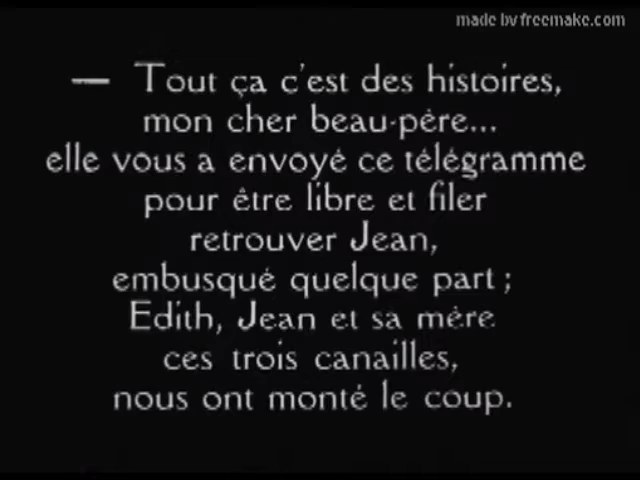 made by freemake.com
— Tout ça c'est des histoires,
mon cher beau-père...
elle vous a envoyé ce télégramme
pour être libre et filer
retrouver Jean,
embusqué quelque part ;
Edith, Jean et sa mère
ces trois canailles,
nous ont monté le coup.